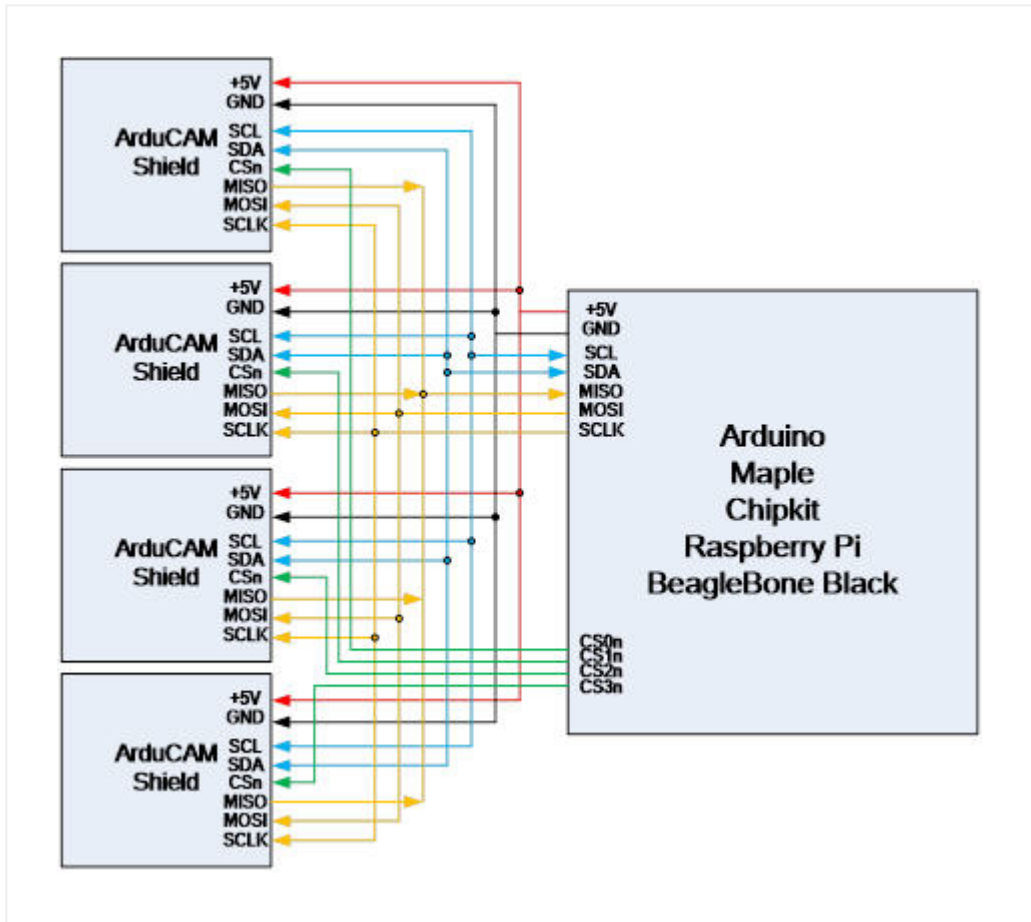 ArduCAM
Shield
+5V
GND
SCL
SDA
CSn
MISO
MOSI
SCLK
ArduCAM
Shield
+5V
GND
SCL
SDA
CSn
MISO
MOSI
SCLK
ArduCAM
Shield
+5V
GND
SCL
SDA
CSn
MISO
MOSI
SCLK
ArduCAM
Shield
+5V
GND
SCL
SDA
CSn
MISO
MOSI
SCLK
+5V
GND
SCL
SDA
MISO
MOSI
SCLK
Arduino
Maple
Chipkit
Raspberry Pi
BeagleBone Black
CS0n
CS1n
CS2n
CS3n